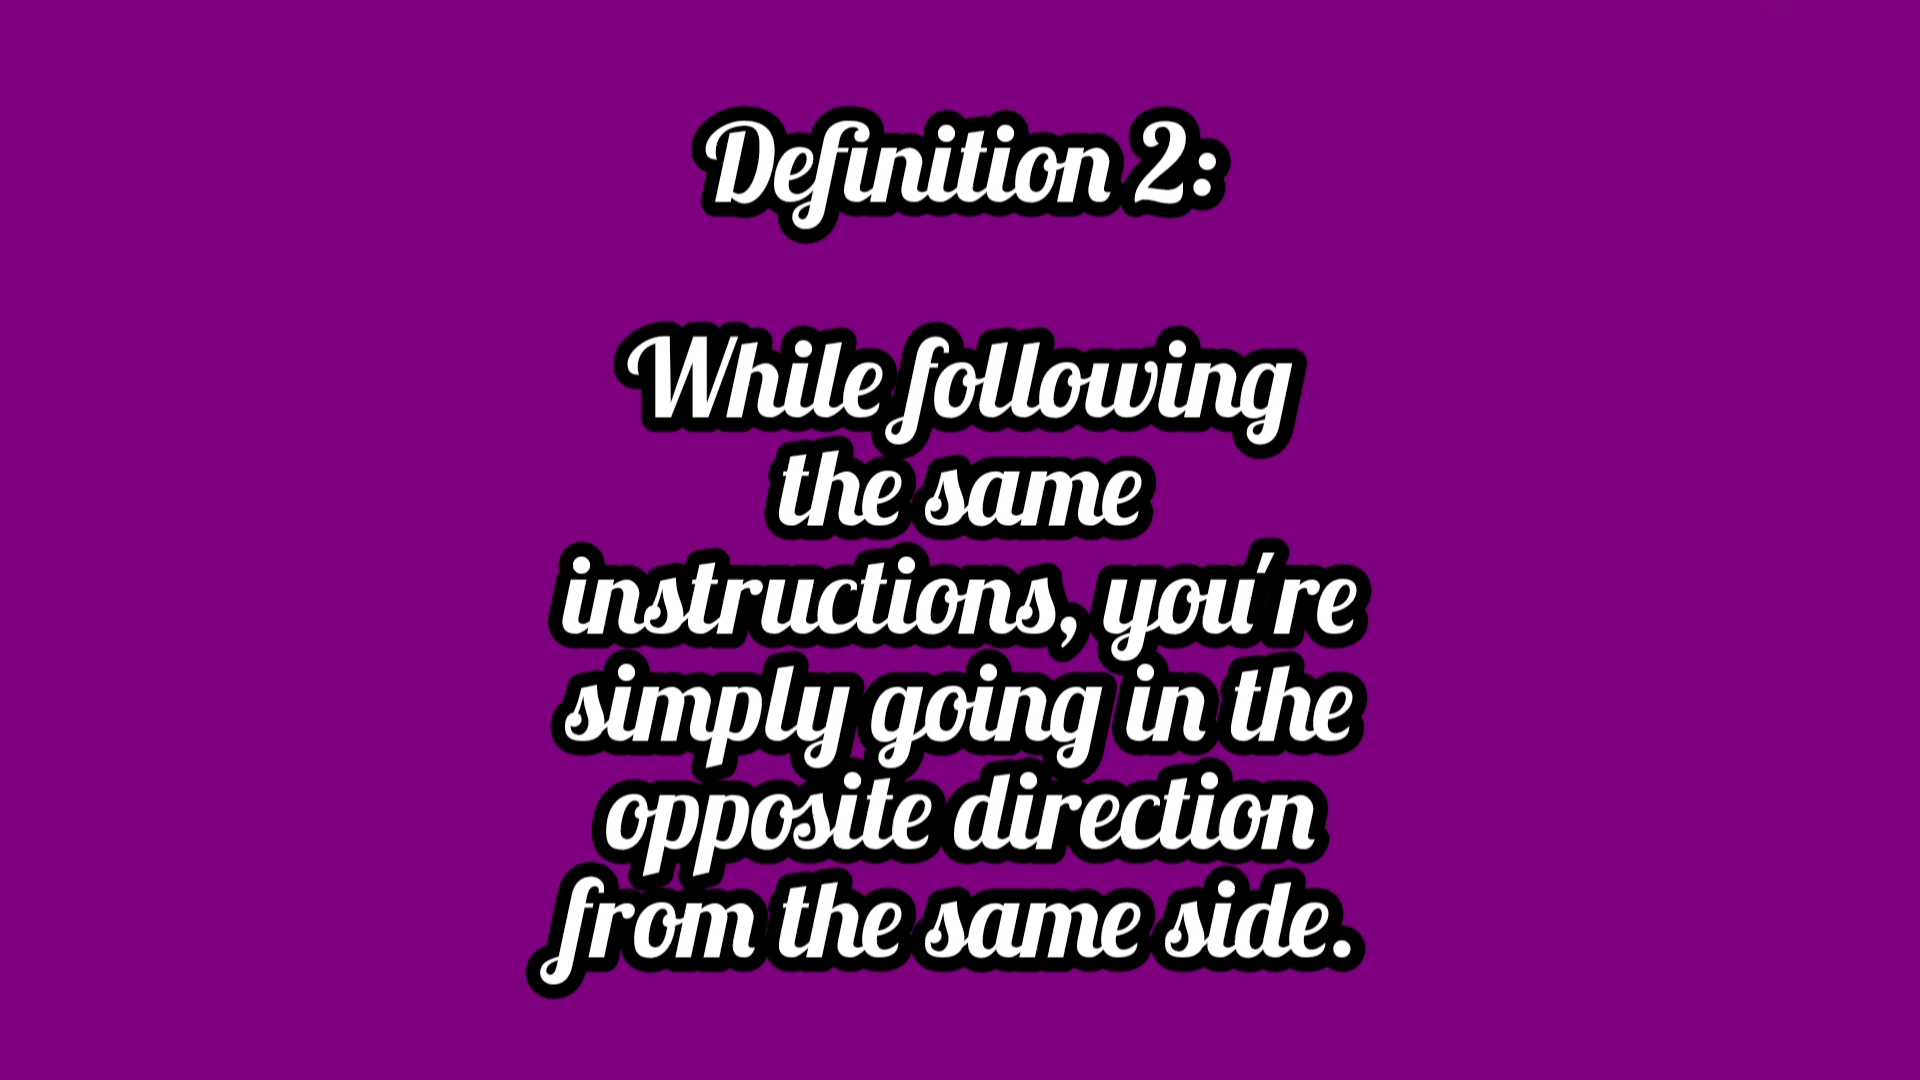 Definition 2:
While following
the same
instructions, you're
simply going in the
opposite direction
from the same side.